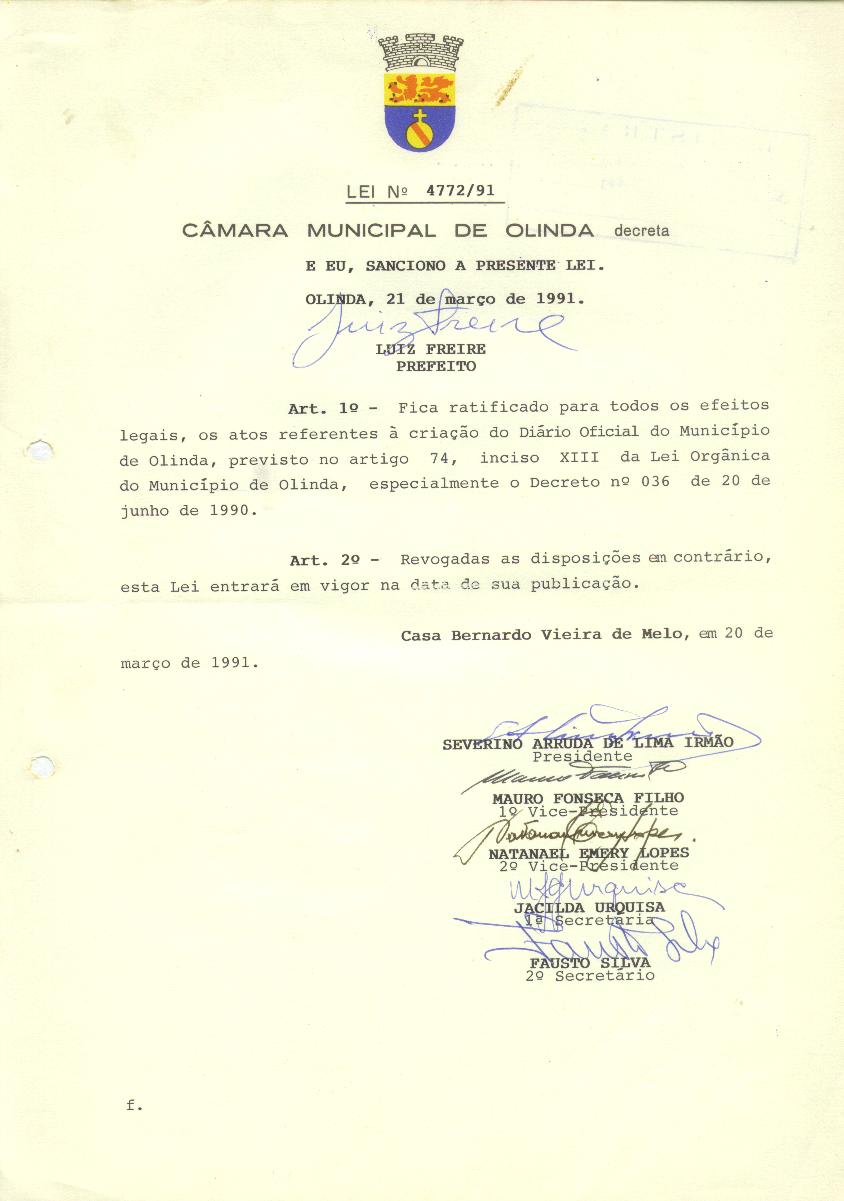 LEI Nº 4772/91
CÂMARA MUNICIPAL DE OLINDA decreta
E EU, SANCIONO A PRESENTE LEI.
OLINDA, 21 de março de 1991.
Luiz Freire
LUIZ FREIRE
PREFEITO
Art. 1º - Fica ratificado para todos os efeitos
legais, os atos referentes à criação do Diário Oficial do Município
de Olinda, previsto no artigo 74, inciso XIII da Lei Orgânica
do Município de Olinda, especialmente o Decreto nº 036 de 20 de
junho de 1990.
Art. 2º - Revogadas as disposições em contrário,
esta Lei entrará em vigor na data de sua publicação.
Casa Bernardo Vieira de Melo, em 20 de
março de 1991.
SEVERINO ARRUDA DE LIMA IRMÃO
Presidente
MAURO FONSECA FILHO
1º Vice-Presidente
NATANAEL EMERY LOPES
2º Vice-Presidente
JACILDA URQUISA
1ª Secretária
FAUSTO SILVA
2º Secretário
f.